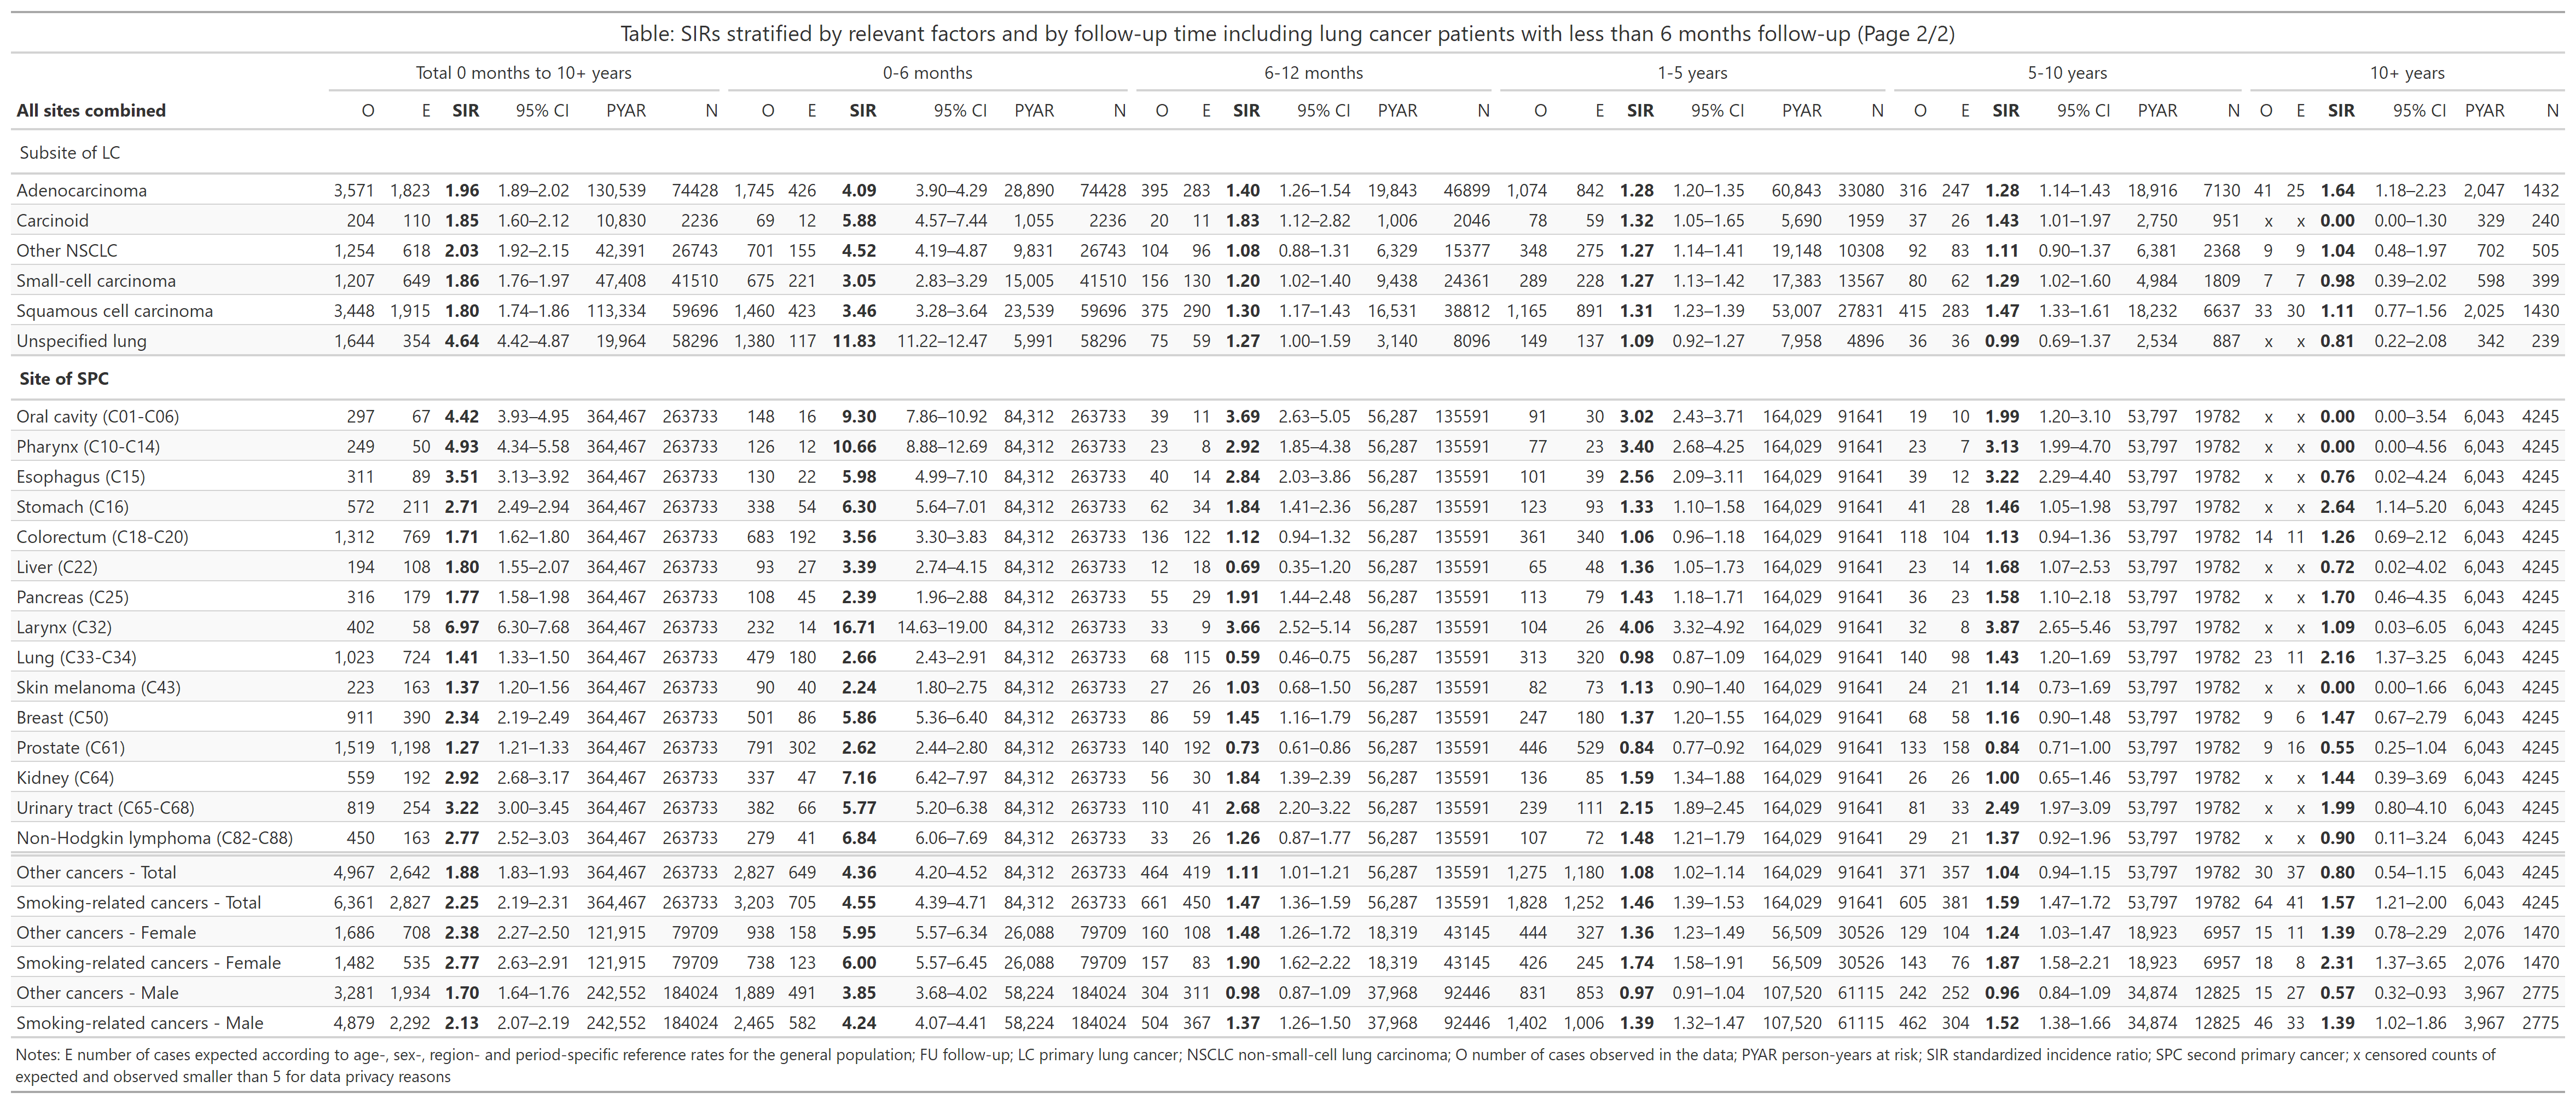 Table: SIRs stratified by relevant factors and by follow-up time including lung cancer patients with less than 6 months follow-up (Page 2/2)
Total 0 months to 10+ years 0-6 months 6-12 months 1-5 years 5-10 years 10+ years
All sites combined O E SIR 95% CI PYAR N O E SIR 95% CI PYAR N O E SIR 95% CI PYAR N O E SIR 95% CI PYAR N O E SIR 95% CI PYAR N O E SIR 95% CI PYAR N
Subsite of LC
Adenocarcinoma 3,571 1,823 1.96 1.89–2.02 130,539 74428 1,745 426 4.09 3.90–4.29 28,890 74428 395 283 1.40 1.26–1.54 19,843 46899 1,074 842 1.28 1.20–1.35 60,843 33080 316 247 1.28 1.14–1.43 18,916 7130 41 25 1.64 1.18–2.23 2,047 1432
Carcinoid 204 110 1.85 1.60–2.12 10,830 2236 69 12 5.88 4.57–7.44 1,055 2236 20 11 1.83 1.12–2.82 1,006 2046 78 59 1.32 1.05–1.65 5,690 1959 37 26 1.43 1.01–1.97 2,750 951 x x 0.00 0.00–1.30 329 240
Other NSCLC 1,254 618 2.03 1.92–2.15 42,391 26743 701 155 4.52 4.19–4.87 9,831 26743 104 96 1.08 0.88–1.31 6,329 15377 348 275 1.27 1.14–1.41 19,148 10308 92 83 1.11 0.90–1.37 6,381 2368 9 9 1.04 0.48–1.97 702 505
Small-cell carcinoma 1,207 649 1.86 1.76–1.97 47,408 41510 675 221 3.05 2.83–3.29 15,005 41510 156 130 1.20 1.02–1.40 9,438 24361 289 228 1.27 1.13–1.42 17,383 13567 80 62 1.29 1.02–1.60 4,984 1809 7 7 0.98 0.39–2.02 598 399
Squamous cell carcinoma 3,448 1,915 1.80 1.74–1.86 113,334 59696 1,460 423 3.46 3.28–3.64 23,539 59696 375 290 1.30 1.17–1.43 16,531 38812 1,165 891 1.31 1.23–1.39 53,007 27831 415 283 1.47 1.33–1.61 18,232 6637 33 30 1.11 0.77–1.56 2,025 1430
Unspecified lung 1,644 354 4.64 4.42–4.87 19,964 58296 1,380 117 11.83 11.22–12.47 5,991 58296 75 59 1.27 1.00–1.59 3,140 8096 149 137 1.09 0.92–1.27 7,958 4896 36 36 0.99 0.69–1.37 2,534 887 x x 0.81 0.22–2.08 342 239
Site of SPC
Oral cavity (C01-C06) 297 67 4.42 3.93–4.95 364,467 263733 148 16 9.30 7.86–10.92 84,312 263733 39 11 3.69 2.63–5.05 56,287 135591 91 30 3.02 2.43–3.71 164,029 91641 19 10 1.99 1.20–3.10 53,797 19782 x x 0.00 0.00–3.54 6,043 4245
Pharynx (C10-C14) 249 50 4.93 4.34–5.58 364,467 263733 126 12 10.66 8.88–12.69 84,312 263733 23 8 2.92 1.85–4.38 56,287 135591 77 23 3.40 2.68–4.25 164,029 91641 23 7 3.13 1.99–4.70 53,797 19782 x x 0.00 0.00–4.56 6,043 4245
Esophagus (C15) 311 89 3.51 3.13–3.92 364,467 263733 130 22 5.98 4.99–7.10 84,312 263733 40 14 2.84 2.03–3.86 56,287 135591 101 39 2.56 2.09–3.11 164,029 91641 39 12 3.22 2.29–4.40 53,797 19782 x x 0.76 0.02–4.24 6,043 4245
Stomach (C16) 572 211 2.71 2.49–2.94 364,467 263733 338 54 6.30 5.64–7.01 84,312 263733 62 34 1.84 1.41–2.36 56,287 135591 123 93 1.33 1.10–1.58 164,029 91641 41 28 1.46 1.05–1.98 53,797 19782 x x 2.64 1.14–5.20 6,043 4245
Colorectum (C18-C20) 1,312 769 1.71 1.62–1.80 364,467 263733 683 192 3.56 3.30–3.83 84,312 263733 136 122 1.12 0.94–1.32 56,287 135591 361 340 1.06 0.96–1.18 164,029 91641 118 104 1.13 0.94–1.36 53,797 19782 14 11 1.26 0.69–2.12 6,043 4245
Liver (C22) 194 108 1.80 1.55–2.07 364,467 263733 93 27 3.39 2.74–4.15 84,312 263733 12 18 0.69 0.35–1.20 56,287 135591 65 48 1.36 1.05–1.73 164,029 91641 23 14 1.68 1.07–2.53 53,797 19782 x x 0.72 0.02–4.02 6,043 4245
Pancreas (C25) 316 179 1.77 1.58–1.98 364,467 263733 108 45 2.39 1.96–2.88 84,312 263733 55 29 1.91 1.44–2.48 56,287 135591 113 79 1.43 1.18–1.71 164,029 91641 36 23 1.58 1.10–2.18 53,797 19782 x x 1.70 0.46–4.35 6,043 4245
Larynx (C32) 402 58 6.97 6.30–7.68 364,467 263733 232 14 16.71 14.63–19.00 84,312 263733 33 9 3.66 2.52–5.14 56,287 135591 104 26 4.06 3.32–4.92 164,029 91641 32 8 3.87 2.65–5.46 53,797 19782 x x 1.09 0.03–6.05 6,043 4245
Lung (C33-C34) 1,023 724 1.41 1.33–1.50 364,467 263733 479 180 2.66 2.43–2.91 84,312 263733 68 115 0.59 0.46–0.75 56,287 135591 313 320 0.98 0.87–1.09 164,029 91641 140 98 1.43 1.20–1.69 53,797 19782 23 11 2.16 1.37–3.25 6,043 4245
Skin melanoma (C43) 223 163 1.37 1.20–1.56 364,467 263733 90 40 2.24 1.80–2.75 84,312 263733 27 26 1.03 0.68–1.50 56,287 135591 82 73 1.13 0.90–1.40 164,029 91641 24 21 1.14 0.73–1.69 53,797 19782 x x 0.00 0.00–1.66 6,043 4245
Breast (C50) 911 390 2.34 2.19–2.49 364,467 263733 501 86 5.86 5.36–6.40 84,312 263733 86 59 1.45 1.16–1.79 56,287 135591 247 180 1.37 1.20–1.55 164,029 91641 68 58 1.16 0.90–1.48 53,797 19782 9 6 1.47 0.67–2.79 6,043 4245
Prostate (C61) 1,519 1,198 1.27 1.21–1.33 364,467 263733 791 302 2.62 2.44–2.80 84,312 263733 140 192 0.73 0.61–0.86 56,287 135591 446 529 0.84 0.77–0.92 164,029 91641 133 158 0.84 0.71–1.00 53,797 19782 9 16 0.55 0.25–1.04 6,043 4245
Kidney (C64) 559 192 2.92 2.68–3.17 364,467 263733 337 47 7.16 6.42–7.97 84,312 263733 56 30 1.84 1.39–2.39 56,287 135591 136 85 1.59 1.34–1.88 164,029 91641 26 26 1.00 0.65–1.46 53,797 19782 x x 1.44 0.39–3.69 6,043 4245
Urinary tract (C65-C68) 819 254 3.22 3.00–3.45 364,467 263733 382 66 5.77 5.20–6.38 84,312 263733 110 41 2.68 2.20–3.22 56,287 135591 239 111 2.15 1.89–2.45 164,029 91641 81 33 2.49 1.97–3.09 53,797 19782 x x 1.99 0.80–4.10 6,043 4245
Non-Hodgkin lymphoma (C82-C88) 450 163 2.77 2.52–3.03 364,467 263733 279 41 6.84 6.06–7.69 84,312 263733 33 26 1.26 0.87–1.77 56,287 135591 107 72 1.48 1.21–1.79 164,029 91641 29 21 1.37 0.92–1.96 53,797 19782 x x 0.90 0.11–3.24 6,043 4245
Other cancers - Total 4,967 2,642 1.88 1.83–1.93 364,467 263733 2,827 649 4.36 4.20–4.52 84,312 263733 464 419 1.11 1.01–1.21 56,287 135591 1,275 1,180 1.08 1.02–1.14 164,029 91641 371 357 1.04 0.94–1.15 53,797 19782 30 37 0.80 0.54–1.15 6,043 4245
Smoking-related cancers - Total 6,361 2,827 2.25 2.19–2.31 364,467 263733 3,203 705 4.55 4.39–4.71 84,312 263733 661 450 1.47 1.36–1.59 56,287 135591 1,828 1,252 1.46 1.39–1.53 164,029 91641 605 381 1.59 1.47–1.72 53,797 19782 64 41 1.57 1.21–2.00 6,043 4245
Other cancers - Female 1,686 708 2.38 2.27–2.50 121,915 79709 938 158 5.95 5.57–6.34 26,088 79709 160 108 1.48 1.26–1.72 18,319 43145 444 327 1.36 1.23–1.49 56,509 30526 129 104 1.24 1.03–1.47 18,923 6957 15 11 1.39 0.78–2.29 2,076 1470
Smoking-related cancers - Female 1,482 535 2.77 2.63–2.91 121,915 79709 738 123 6.00 5.57–6.45 26,088 79709 157 83 1.90 1.62–2.22 18,319 43145 426 245 1.74 1.58–1.91 56,509 30526 143 76 1.87 1.58–2.21 18,923 6957 18 8 2.31 1.37–3.65 2,076 1470
Other cancers - Male 3,281 1,934 1.70 1.64–1.76 242,552 184024 1,889 491 3.85 3.68–4.02 58,224 184024 304 311 0.98 0.87–1.09 37,968 92446 831 853 0.97 0.91–1.04 107,520 61115 242 252 0.96 0.84–1.09 34,874 12825 15 27 0.57 0.32–0.93 3,967 2775
Smoking-related cancers - Male 4,879 2,292 2.13 2.07–2.19 242,552 184024 2,465 582 4.24 4.07–4.41 58,224 184024 504 367 1.37 1.26–1.50 37,968 92446 1,402 1,006 1.39 1.32–1.47 107,520 61115 462 304 1.52 1.38–1.66 34,874 12825 46 33 1.39 1.02–1.86 3,967 2775
Notes: E number of cases expected according to age-, sex-, region- and period-specific reference rates for the general population; FU follow-up; LC primary lung cancer; NSCLC non-small-cell lung carcinoma; O number of cases observed in the data; PYAR person-years at risk; SIR standardized incidence ratio; SPC second primary cancer; x censored counts of
expected and observed smaller than 5 for data privacy reasons